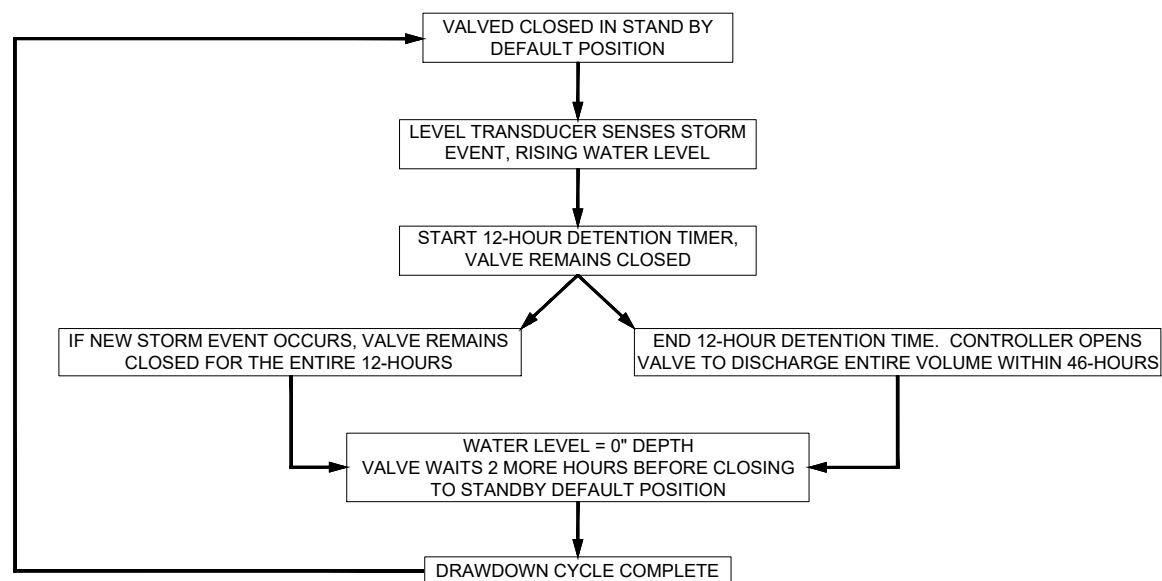 VALVED CLOSED IN STAND BY
DEFAULT POSITION
LEVEL TRANSDUCER SENSES STORM
EVENT, RISING WATER LEVEL
START 12-HOUR DETENTION TIMER,
VALVE REMAINS CLOSED
IF NEW STORM EVENT OCCURS, VALVE REMAINS
CLOSED FOR THE ENTIRE 12-HOURS
END 12-HOUR DETENTION TIME. CONTROLLER OPENS
VALVE TO DISCHARGE ENTIRE VOLUME WITHIN 46-HOURS
WATER LEVEL = 0" DEPTH
VALVE WAITS 2 MORE HOURS BEFORE CLOSING
TO STANDBY DEFAULT POSITION
DRAWDOWN CYCLE COMPLETE